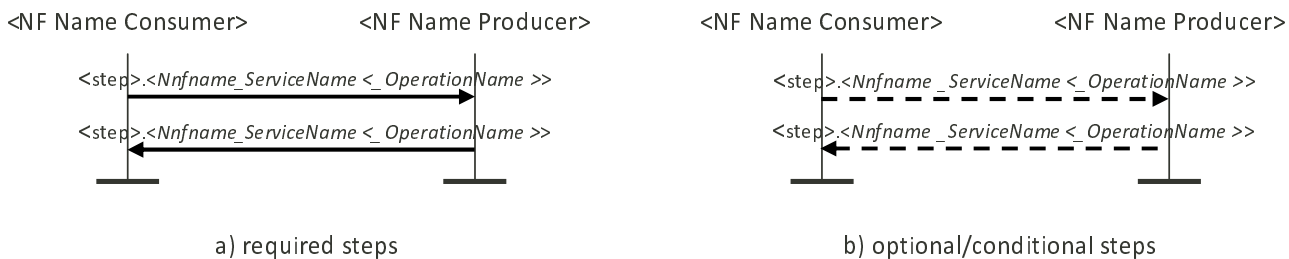 <NF Name Consumer> <NF Name Producer> <NF Name Consumer> <NF Name Producer>
<step>.<Nnfname_ServiceName <_OperationName >> <step>.<Nnfname _ServiceName <_OperationName >>
<step>.<Nnfname_ServiceName <_OperationName >> <step>.<Nnfname _ServiceName <_OperationName >>
a) required steps b) optional/conditional steps